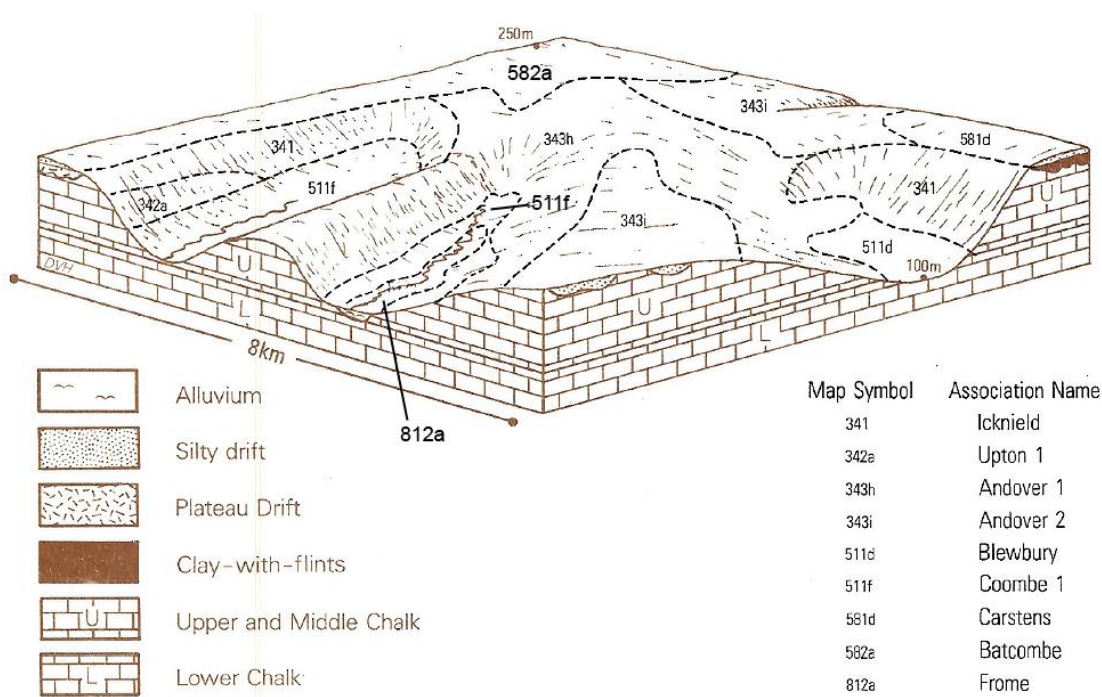 250m
582a
343i
341
343h
581d
511f
341
342a
511f
343i
511d
U
100m
DVH
U
L
U
L
8km
812a
Alluvium
Silty drift
Plateau Drift
Clay-with-flints
U Upper and Middle Chalk
L Lower Chalk
Map Symbol Association Name
341 Icknield
342a Upton 1
343h Andover 1
343i Andover 2
511d Blewbury
511f Coombe 1
581d Carstens
582a Batcombe
812a Frome